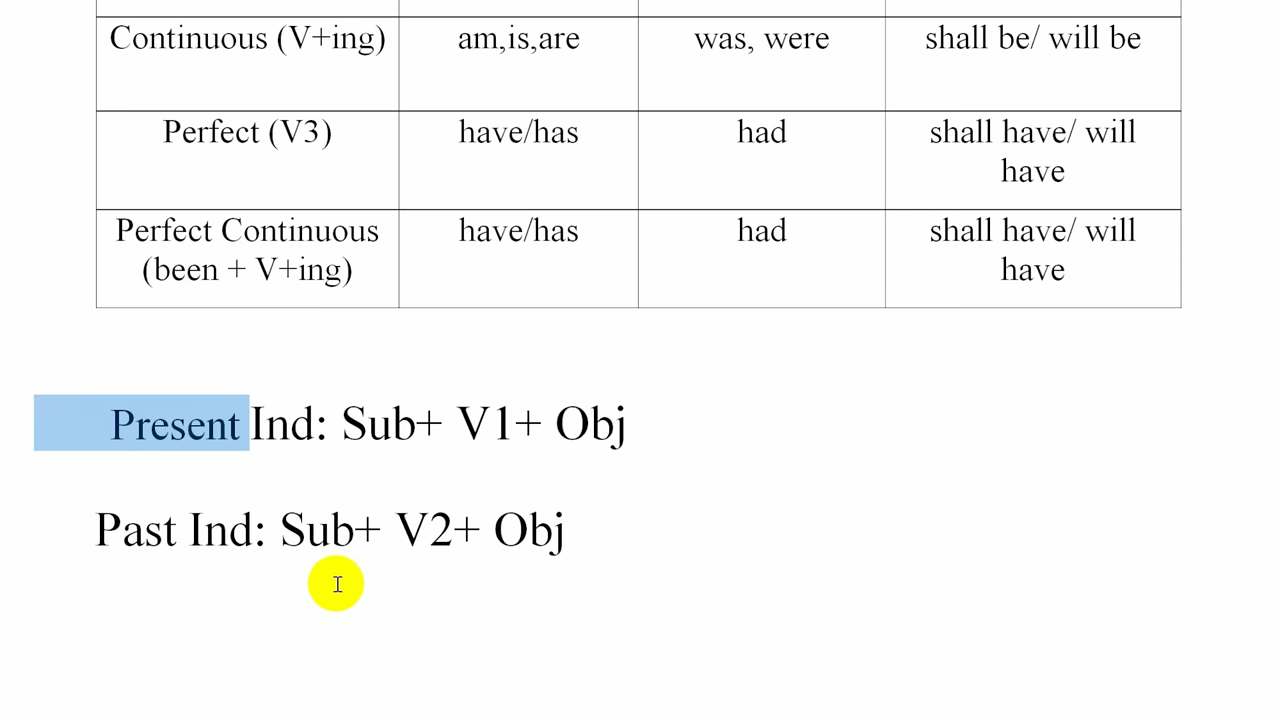 Continuous (V+ing) am,is,are was, were shall be/ will be
Perfect (V3) have/has had shall have/ will
have
Perfect Continuous have/has had shall have/ will
(been + V+ing) have
Present Ind: Sub+ V1+ Obj
Past Ind: Sub+ V2+ Obj